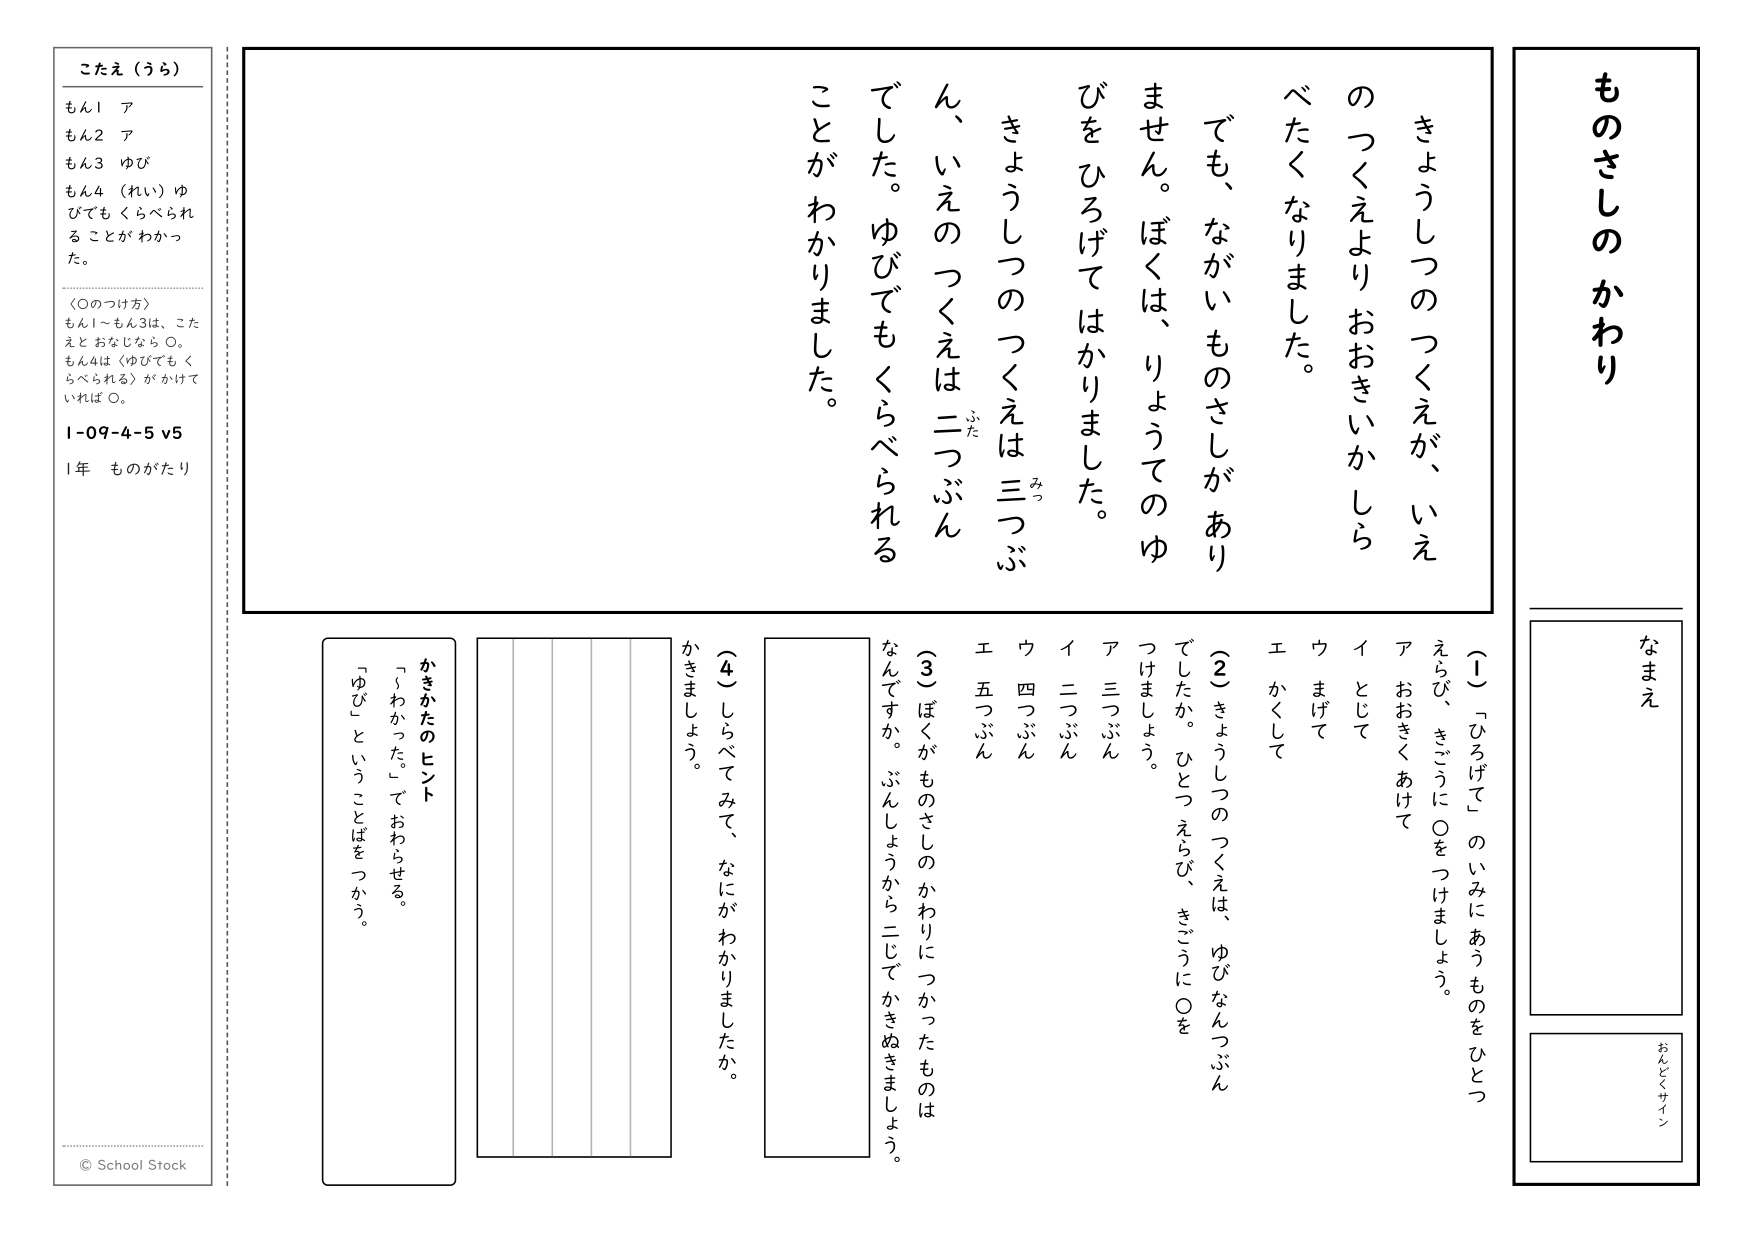 ものさしの かわり
なまえ
おんどくサイン
きょうしつの つくえが、 いえ
の つくえより おおきいか しら
べたく なりました。
でも、 ながい ものさしが あり
ません。 ぼくは、 りょうての ゆ
びを ひろげて はかりました。
きょうしつの つくえは 三つぶ
みっ
ん、 いえの つくえは 二つぶん
ふた
でした。 ゆびでも くらべられる
ことが わかりました。
(1) 「ひろげて」 の いみに あう ものを ひとつ
えらび、 きごうに ○を つけましょう。
ア おおきく あけて
イ とじて
ウ まげて
エ かくして
(2) きょうしつの つくえは、 ゆび なんつぶん
でしたか。 ひとつ えらび、 きごうに ○を
つけましょう。
ア 三つぶん
イ 二つぶん
ウ 四つぶん
エ 五つぶん
(3) ぼくが ものさしの かわりに つかった ものは
なんですか。 ぶんしょうから 二じで かきぬきましょう。
(4) しらべて みて、 なにが わかりましたか。
かきましょう。
かきかたの ヒント
「〜わかった。」で おわらせる。
「ゆび」と いう ことばを つかう。
こたえ（うら）
もん1 ア
もん2 ア
もん3 ゆび
もん4 （れい）ゆ
びでも くらべられ
る ことが わかっ
た。
〈○のつけ方〉
もん1〜もん3は、こた
えと おなじなら ○。
もん4は〈ゆびでも く
らべられる〉が かけて
いれば ○。
1-09-4-5 v5
1年 ものがたり
© School Stock